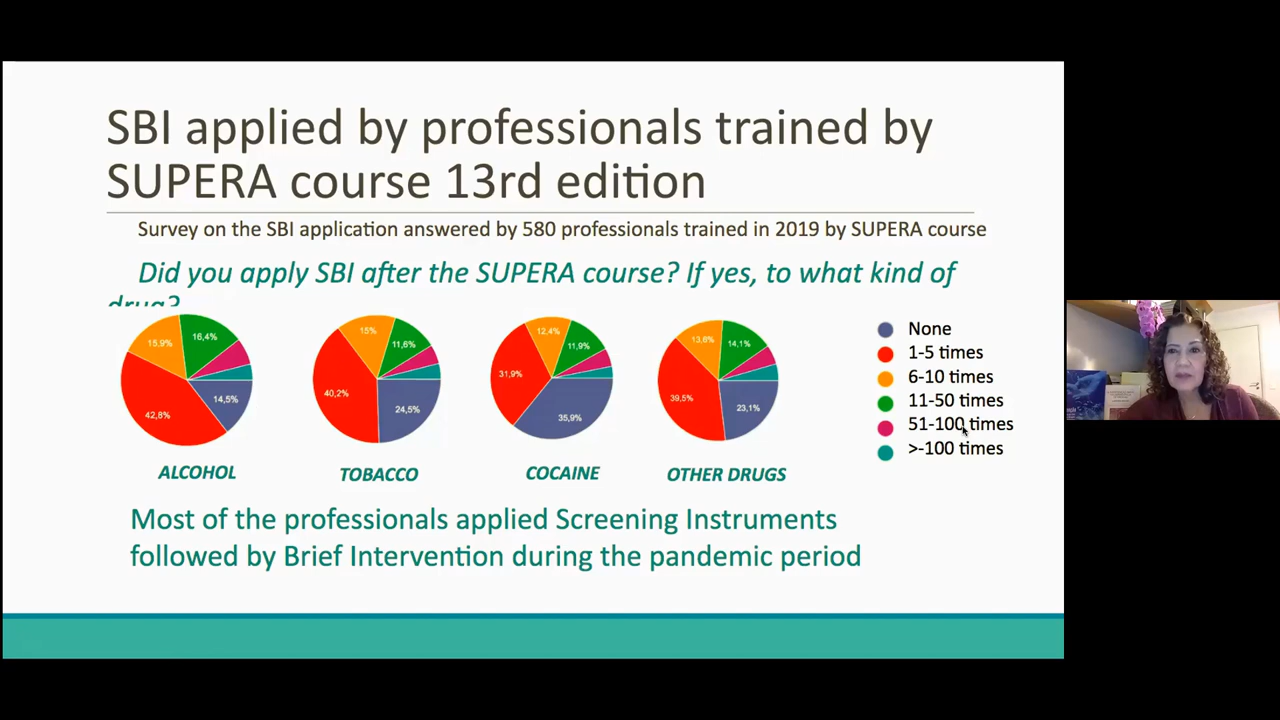 SBI applied by professionals trained by
SUPERA course 13rd edition
Survey on the SBI application answered by 580 professionals trained in 2019 by SUPERA course
Did you apply SBI after the SUPERA course? If yes, to what kind of
drug?
15,9%
16,4%
42,8%
14,5%
15%
11,6%
40,2%
24,5%
12,4%
11,9%
31,9%
35,9%
13,6%
14,1%
39,5%
23,1%
None
1-5 times
6-10 times
11-50 times
51-100 times
>-100 times
ALCOHOL
TOBACCO
COCAINE
OTHER DRUGS
Most of the professionals applied Screening Instruments
followed by Brief Intervention during the pandemic period